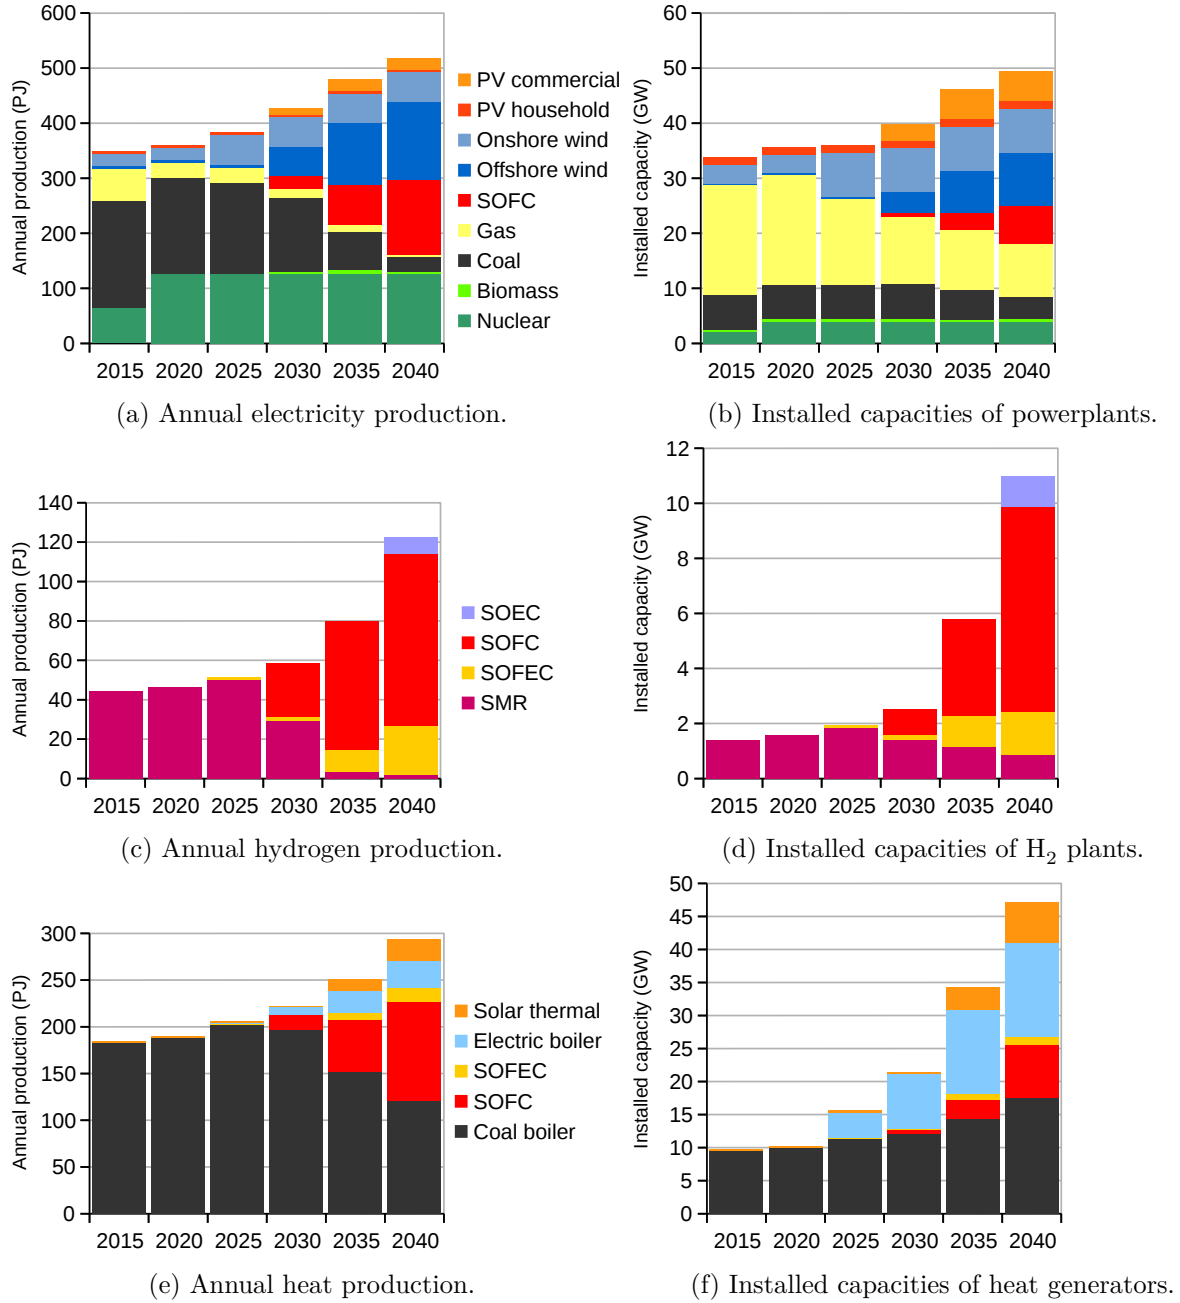 600
500
400
300
200
100
0
Annual production (PJ)
2015 2020 2025 2030 2035 2040
PV commercial
PV household
Onshore wind
Offshore wind
SOFC
Gas
Coal
Biomass
Nuclear
(a) Annual electricity production.
60
50
40
30
20
10
0
Installed capacity (GW)
2015 2020 2025 2030 2035 2040
(b) Installed capacities of powerplants.
140
120
100
80
60
40
20
0
Annual production (PJ)
2015 2020 2025 2030 2035 2040
SOEC
SOFC
SOFEC
SMR
(c) Annual hydrogen production.
12
10
8
6
4
2
0
Installed capacity (GW)
2015 2020 2025 2030 2035 2040
(d) Installed capacities of H₂ plants.
300
250
200
150
100
50
0
Annual production (PJ)
2015 2020 2025 2030 2035 2040
Solar thermal
Electric boiler
SOFEC
SOFC
Coal boiler
(e) Annual heat production.
50
45
40
35
30
25
20
15
10
5
0
Installed capacity (GW)
2015 2020 2025 2030 2035 2040
(f) Installed capacities of heat generators.